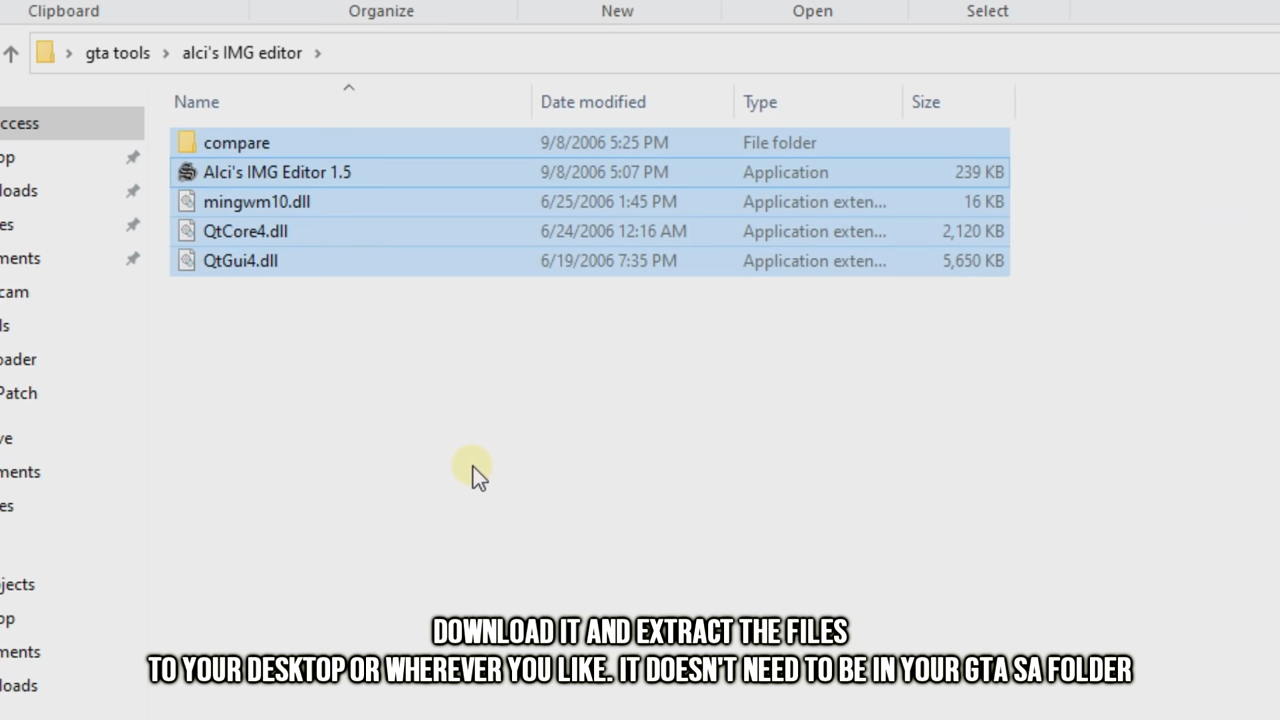 Clipboard Organize New Open Select
gta tools alci's IMG editor
Name Date modified Type Size
ccess
compare 9/8/2006 5:25 PM File folder
op
Alci's IMG Editor 1.5 9/8/2006 5:07 PM Application 239 KB
loads
mingwm10.dll 6/25/2006 1:45 PM Application exten... 16 KB
es
QtCore4.dll 6/24/2006 12:16 AM Application exten... 2,120 KB
ments
QtGui4.dll 6/19/2006 7:35 PM Application exten... 5,650 KB
cam
ls
oader
Patch
ve
ments
es
jects
op
ments
loads
DOWNLOAD IT AND EXTRACT THE FILES
TO YOUR DESKTOP OR WHEREVER YOU LIKE. IT DOESN'T NEED TO BE IN YOUR GTA SA FOLDER